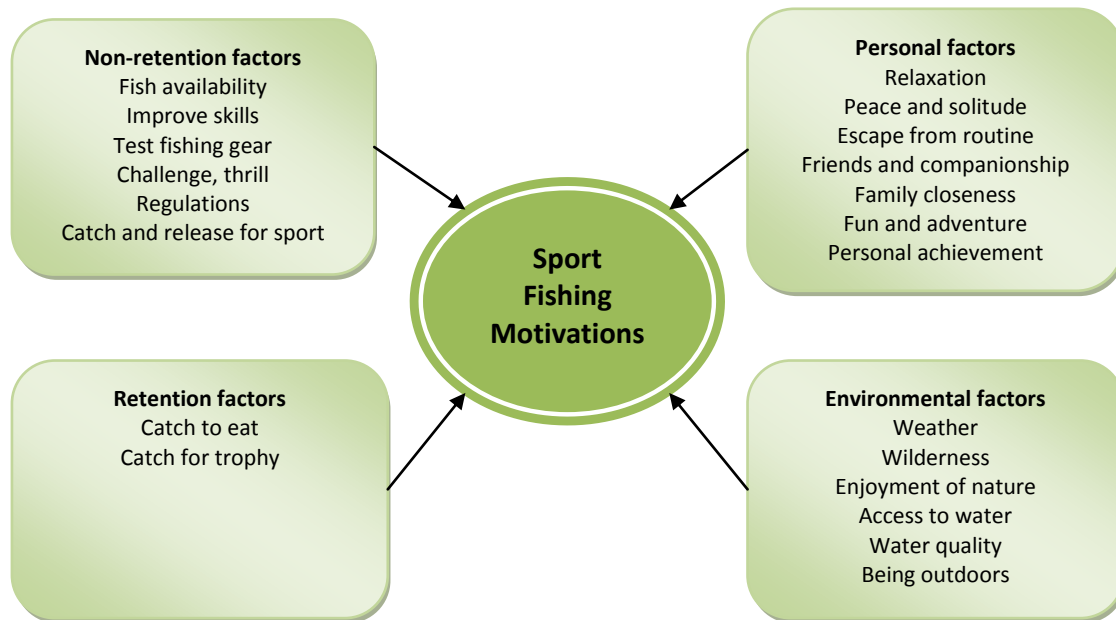 Non-retention factors
Fish availability
Improve skills
Test fishing gear
Challenge, thrill
Regulations
Catch and release for sport
Personal factors
Relaxation
Peace and solitude
Escape from routine
Friends and companionship
Family closeness
Fun and adventure
Personal achievement
Sport
Fishing
Motivations
Retention factors
Catch to eat
Catch for trophy
Environmental factors
Weather
Wilderness
Enjoyment of nature
Access to water
Water quality
Being outdoors